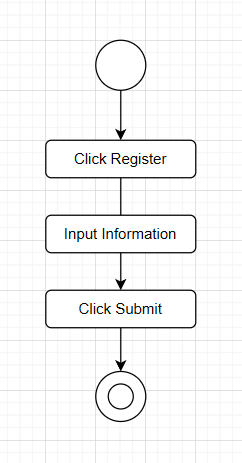 Click Register
Input Information
Click Submit